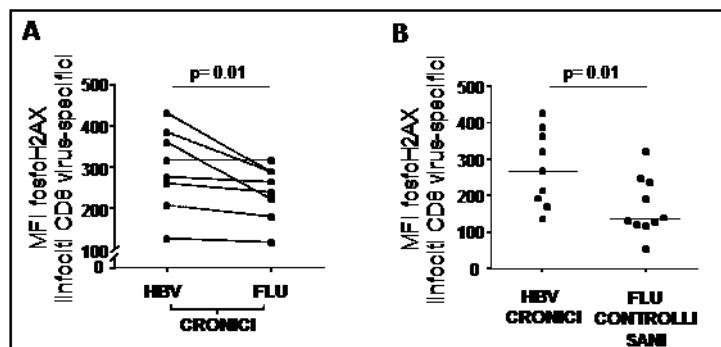 A
MFI fosfoH2AX
linfociti CD8 virus-specifici
p= 0.01
500
400
300
200
100
0
HBV FLU
CRONICI
B
MFI fosfoH2AX
linfociti CD8 virus-specifici
p= 0.01
500
400
300
200
100
0
HBV
CRONICI
FLU
CONTROLLI
SANI